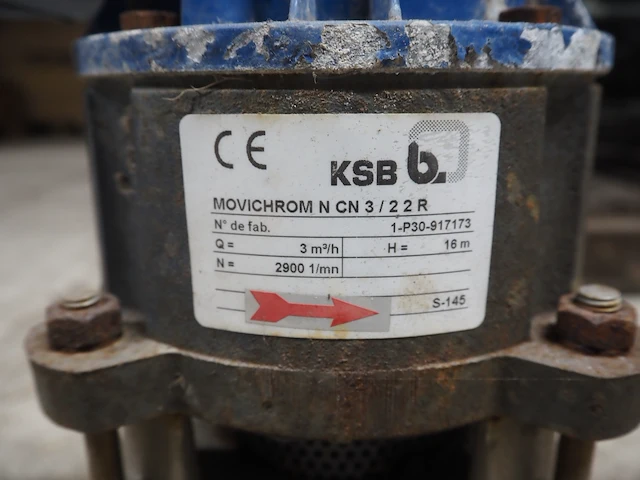 CE KSB b.
MOVICHROM N CN 3 / 2 2 R
N° de fab. 1-P30-917173
Q = 3 m³/h H = 16 m
N = 2900 1/mn
S-145